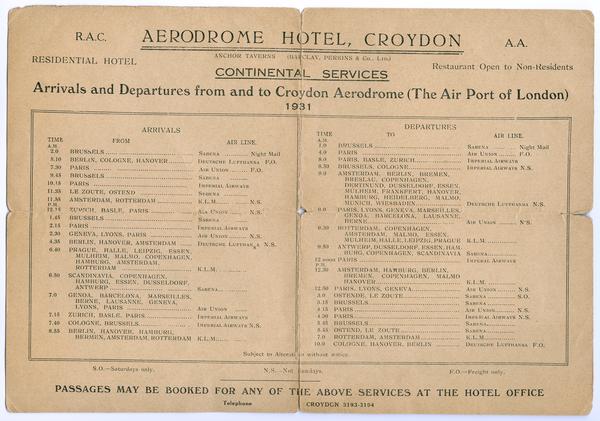 R.A.C.
AERODROME HOTEL, CROYDON
A.A.
ANCHOR TAVERNS (BARCLAY, PERKINS & Co., LTD.)
RESIDENTIAL HOTEL
Restaurant Open to Non-Residents
CONTINENTAL SERVICES
Arrivals and Departures from and to Croydon Aerodrome (The Air Port of London)
1931
ARRIVALS
TIME FROM AIR LINE.
A.M.
2.0 BRUSSELS SABENA Night Mail
5.10 BERLIN, COLOGNE, HANOVER DEUTSCHE LUFTHANSA F.O.
7.30 PARIS AIR UNION F.O.
9.45 BRUSSELS SABENA
10.15 PARIS IMPERIAL AIRWAYS
11.35 LE ZOUTE, OSTEND SABENA
11.55 AMSTERDAM, ROTTERDAM K.L.M. N.S.
P.M.
12.15 ZURICH, BASLE, PARIS AIR UNION N.S.
1.45 BRUSSELS SABENA
2.15 PARIS IMPERIAL AIRWAYS
2.30 GENEVA, LYONS, PARIS AIR UNION N.S.
4.35 BERLIN, HANOVER, AMSTERDAM DEUTSCHE LUFTHANSA N.S.
6.40 PRAGUE, HALLE, LEIPZIG, ESSEN,
MULHEIM, MALMO, COPENHAGEN,
HAMBURG, AMSTERDAM,
ROTTERDAM K.L.M.
6.50 SCANDINAVIA, COPENHAGEN,
HAMBURG, ESSEN, DUSSELDORF,
ANTWERP SABENA
7.0 GENOA, BARCELONA, MARSEILLES,
BERNE, LAUSANNE, GENEVA,
LYONS, PARIS AIR UNION
7.15 ZURICH, BASLE, PARIS IMPERIAL AIRWAYS
7.40 COLOGNE, BRUSSELS IMPERIAL AIRWAYS N.S.
8.35 BERLIN, HANOVER, HAMBURG,
BERMEN, AMSTERDAM, ROTTERDAM K.L.M. N.S.
DEPARTURES
TIME TO AIR LINE.
A.M.
1.0 BRUSSELS SABENA Night Mail
4.0 PARIS AIR UNION F.O.
8.0 PARIS, BASLE, ZURICH IMPERIAL AIRWAYS
8.30 BRUSSELS, COLOGNE IMPERIAL AIRWAYS N.S.
9.0 AMSTERDAM, BERLIN, BREMEN,
BRESLAU, COPENHAGEN,
DORTMUND, DUSSELDORF, ESSEN,
MULHEIM, FRANKFERT, HANOVER,
HAMBURG, HEIDELBERG, MALMO,
MUNICH, WIESBADEN DEUTSCHE LUFTHANSA N.S.
9.0 PARIS, LYONS, GENEVA, MARSEILLES,
GENOA, BARCELONA, LAUSANNE,
BERNE AIR UNION N.S.
9.30 ROTTERDAM, COPENHAGEN,
AMSTERDAM, MALMO, ESSEN,
MULHEIM, HALLE, LEIPZIG, PRAGUE K.L.M.
9.50 ANTWERP, DUSSELDORF, ESSEN, HAMBURG, COPENHAGEN, SCANDINAVIA SABENA
12 noon PARIS IMPERIAL AIRWAYS
P.M.
12.30 AMSTERDAM, HAMBURG, BERLIN,
BREMEN, COPENHAGEN, MALMO
HANOVER K.L.M.
12.50 PARIS, LYONS, GENEVA AIR UNION N.S.
3.0 OSTENDE, LE ZOUTE SABENA S.O.
3.15 BRUSSELS SABENA
4.15 PARIS AIR UNION N.S.
4.30 PARIS IMPERIAL AIRWAYS N.S.
5.15 BRUSSELS SABENA
5.45 OSTEND, LE ZOUTE SABENA
7.0 ROTTERDAM, AMSTERDAM K.L.M.
10.0 COLOGNE, HANOVER, BERLIN DEUTSCHE LUFTHANSA F.O.
Subject to Alteration without notice.
S.O.—Saturdays only. N.S.—Not Sundays. F.O.—Freight only.
PASSAGES MAY BE BOOKED FOR ANY OF THE ABOVE SERVICES AT THE HOTEL OFFICE
Telephone CROYDON 3193-3194